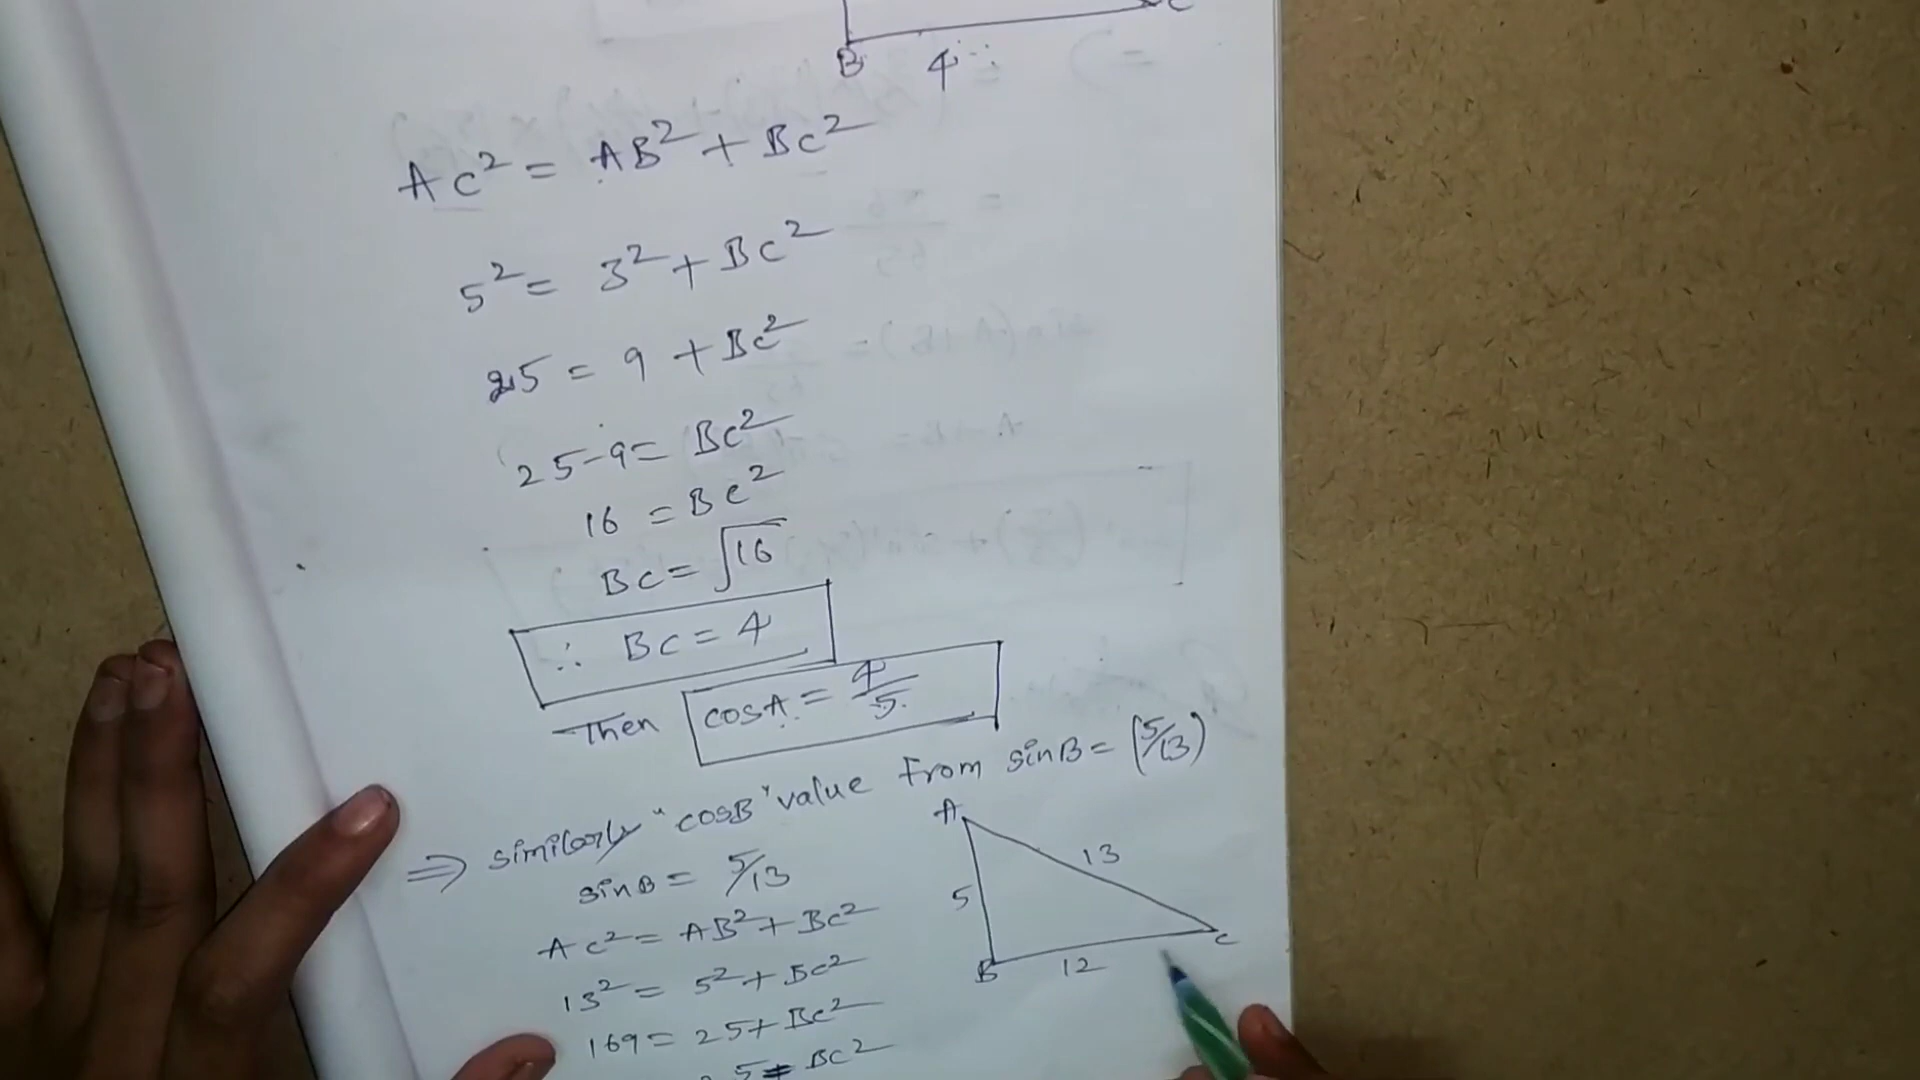 B 4 C
AC² = AB² + BC²
5² = 3² + BC²
25 = 9 + BC²
25-9 = BC²
16 = BC²
BC = √16
∴ BC = 4
Then cosA = 4/5
⇒ similarly "cosB" value From sinB = (5/13)
sinB = 5/13
AC² = AB² + BC²
13² = 5² + BC²
169 = 25 + BC²
5 = BC²
A
13
5
B 12 C